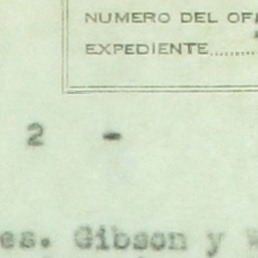 NUMERO DEL OF
EXPEDIENTE.......
2 -
es. Gibson y